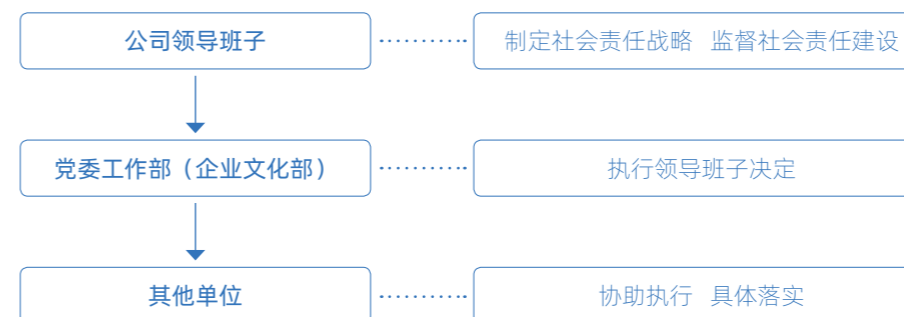 公司领导班子 制定社会责任战略 监督社会责任建设
党委工作部（企业文化部） 执行领导班子决定
其他单位 协助执行 具体落实